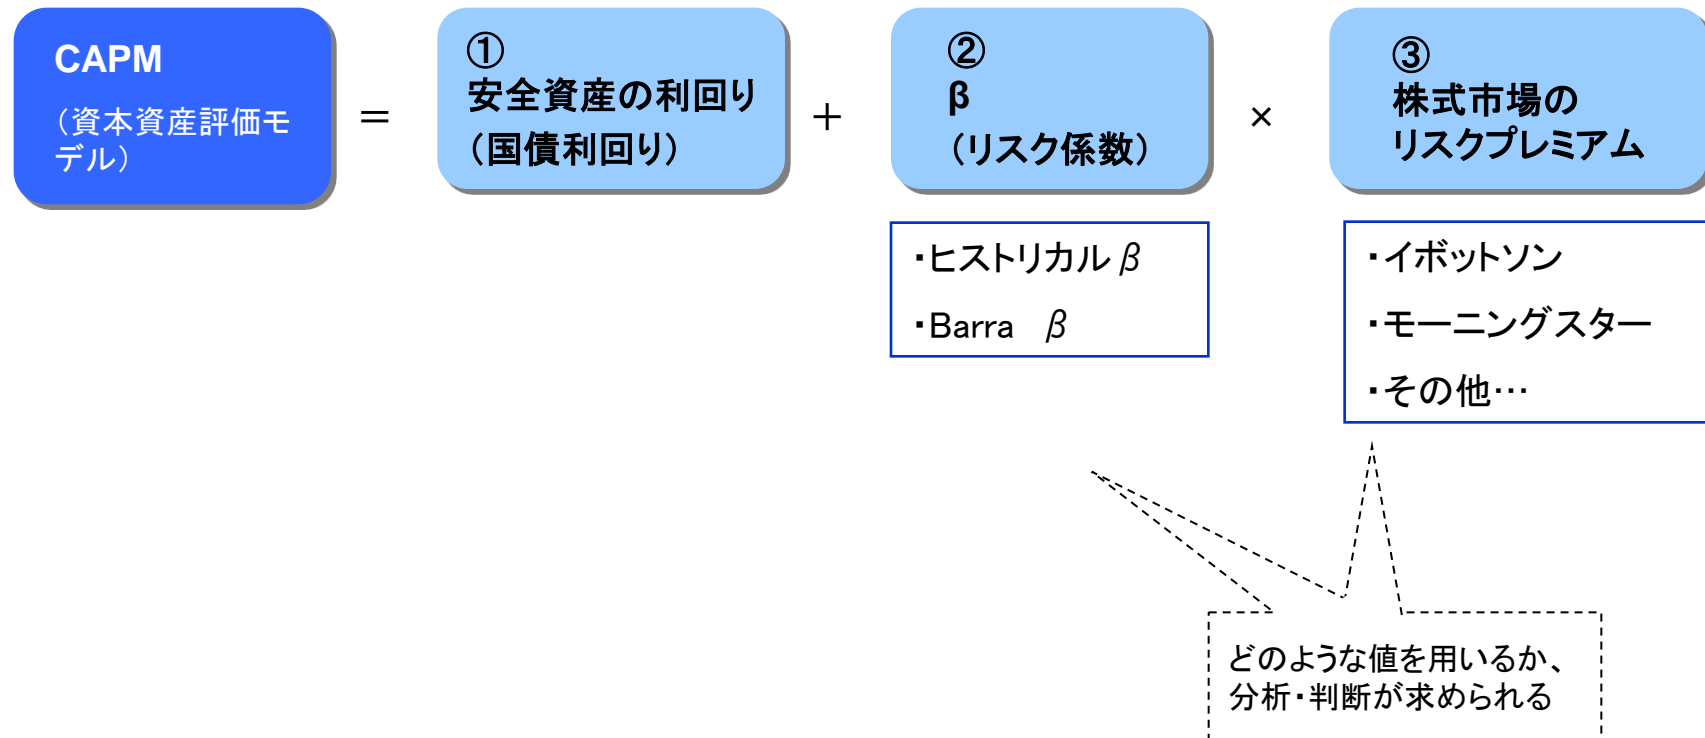 CAPM
（資本資産評価モ
デル）
＝
①
安全資産の利回り
（国債利回り）
＋
②
β
（リスク係数）
×
③
株式市場の
リスクプレミアム
・ヒストリカルβ
・Barra　β
・イボットソン
・モーニングスター
・その他…
どのような値を用いるか、
分析・判断が求められる